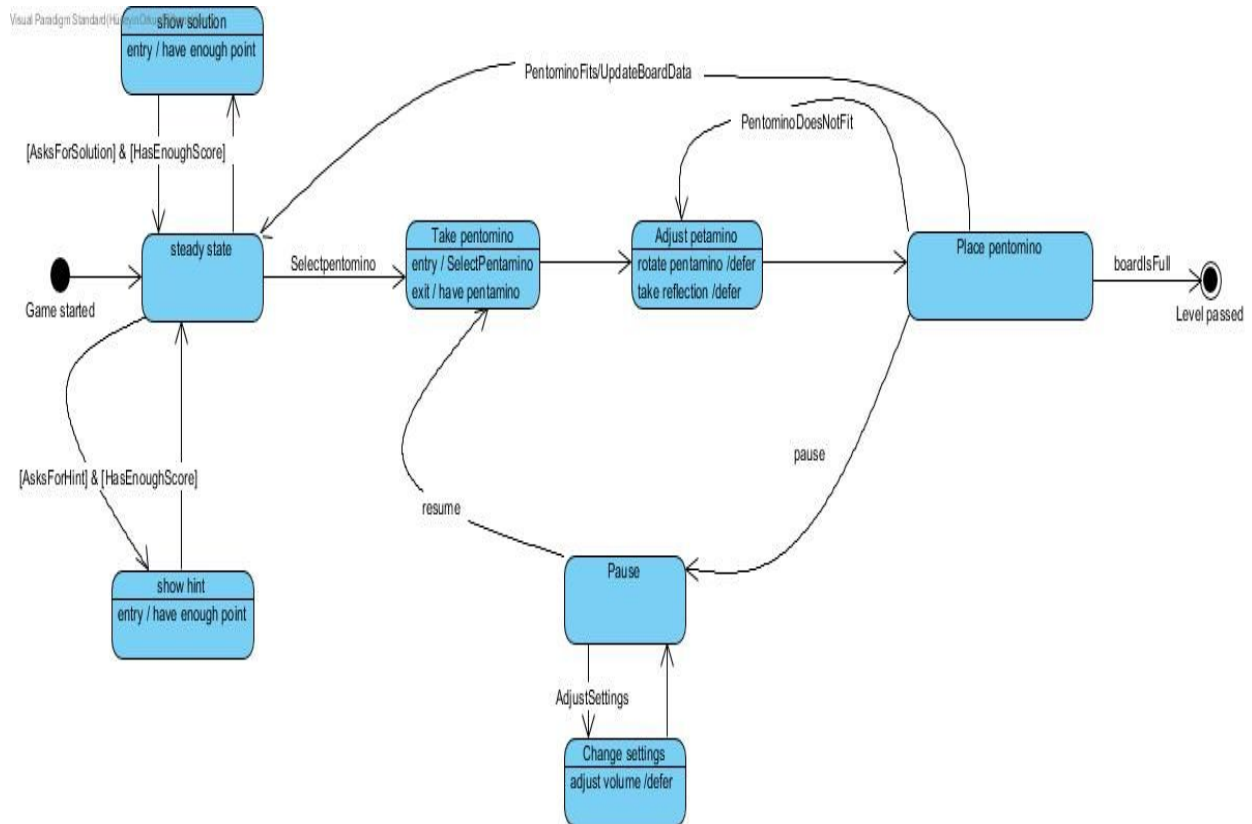 Visual Paradigm Standard(
show solution
entry / have enough point
PentominoFits/UpdateBoardData
PentominoDoesNotFit
[AsksForSolution] & [HasEnoughScore]
steady state
Take pentomino
entry / SelectPentamino
exit / have pentamino
Adjust petamino
rotate pentamino /defer
take reflection /defer
Place pentomino
Selectpentomino
boardIsFull
Game started
Level passed
[AsksForHint] & [HasEnoughScore]
pause
resume
show hint
entry / have enough point
Pause
AdjustSettings
Change settings
adjust volume /defer